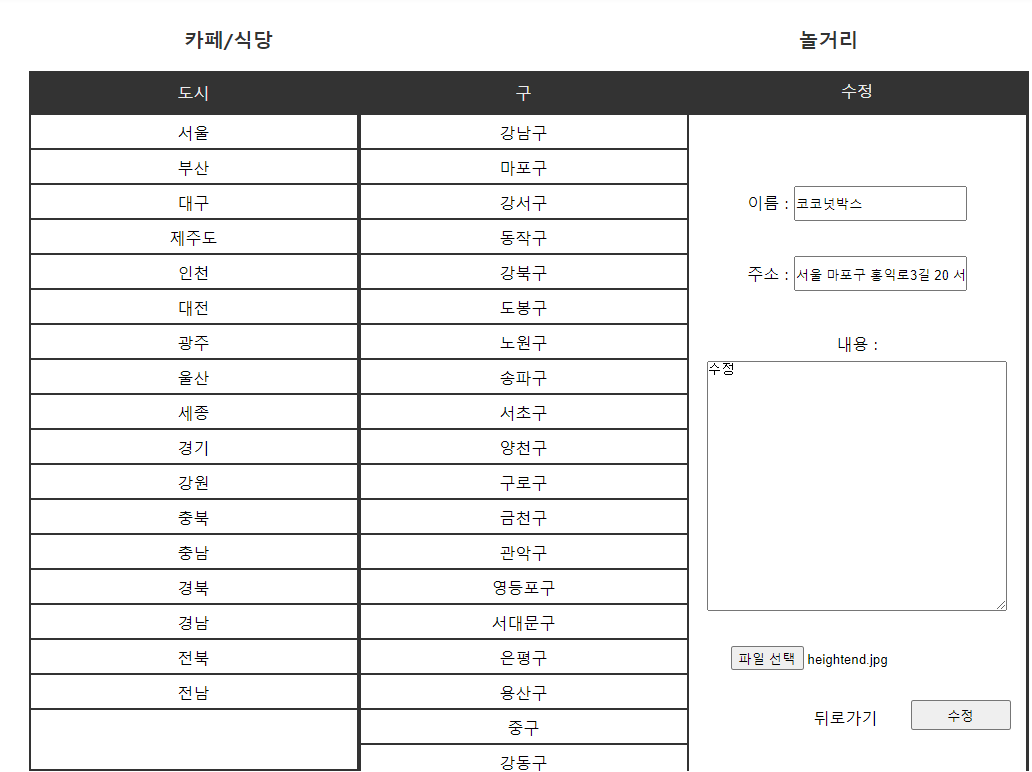 카페/식당 놀거리
도시 구 수정
서울 강남구
부산 마포구
대구 강서구
이름 : 코코넛박스
제주도 동작구
인천 강북구
주소 : 서울 마포구 홍익로3길 20 서
대전 도봉구
광주 노원구
내용 :
울산 송파구
수정
세종 서초구
경기 양천구
강원 구로구
충북 금천구
충남 관악구
경북 영등포구
경남 서대문구
전북 은평구
파일 선택 heightend.jpg
전남 용산구
중구
뒤로가기 수정
강동구